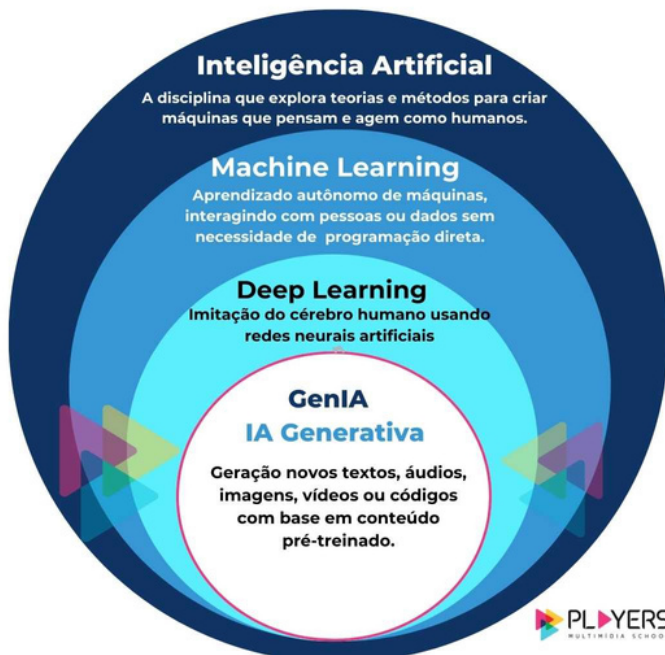 Inteligência Artificial
A disciplina que explora teorias e métodos para criar
máquinas que pensam e agem como humanos.
Machine Learning
Aprendizado autônomo de máquinas,
interagindo com pessoas ou dados sem
necessidade de programação direta.
Deep Learning
Imitação do cérebro humano usando
redes neurais artificiais
GenIA
IA Generativa
Geração novos textos, áudios,
imagens, vídeos ou códigos
com base em conteúdo
pré-treinado.
PLAYERS
MULTIMÍDIA SCHOOL